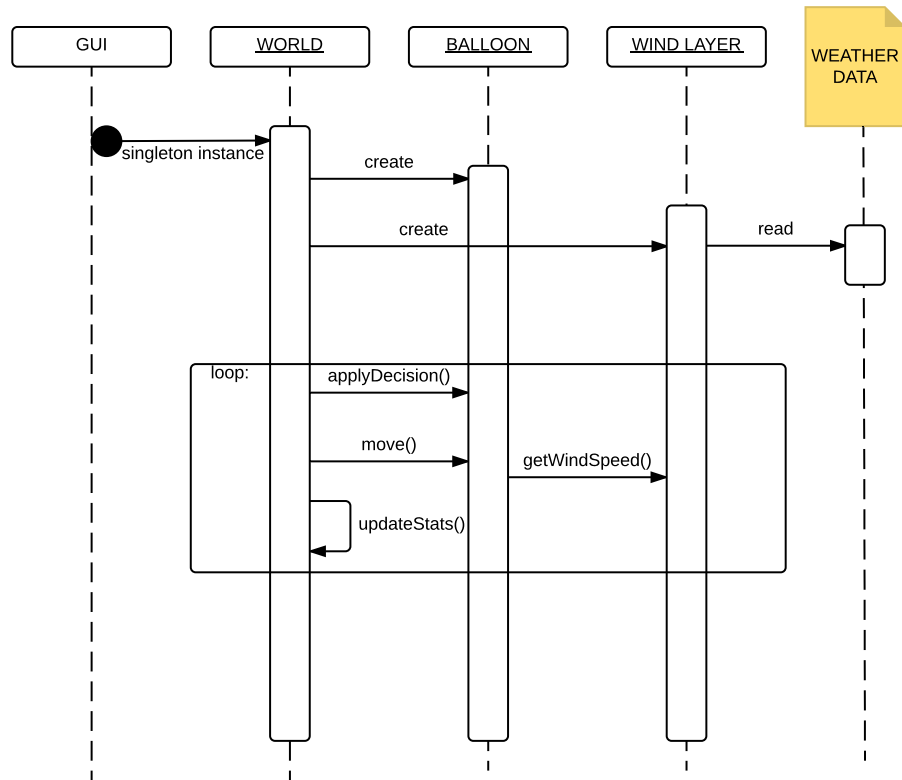 GUI
WORLD
BALLOON
WIND LAYER
WEATHER
DATA
singleton instance
create
create
read
loop:
applyDecision()
move()
getWindSpeed()
updateStats()